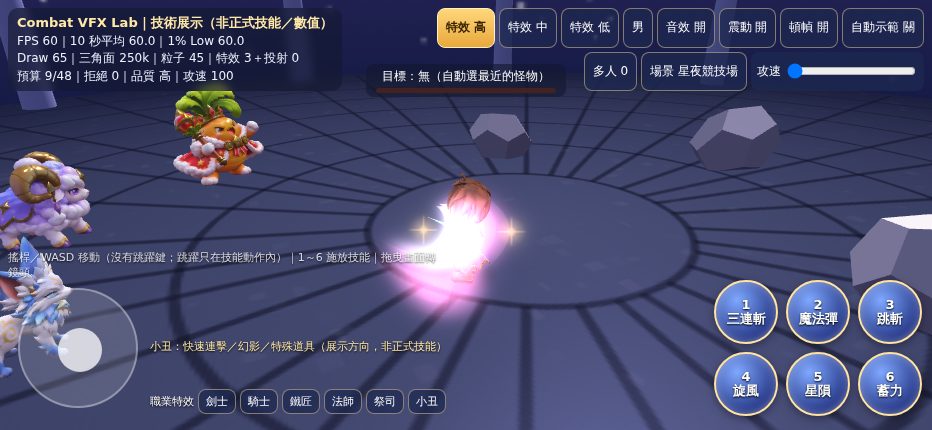 Combat VFX Lab｜技術展示（非正式技能／數值）
FPS 60｜10 秒平均 60.0｜1% Low 60.0
Draw 65｜三角面 250k｜粒子 45｜特效 3＋投射 0
預算 9/48｜拒絕 0｜品質 高｜攻速 100
特效 高
特效 中
特效 低
男
音效 開
震動 開
頓幀 開
自動示範 關
多人 0
場景 星夜競技場
攻速
目標：無（自動選最近的怪物）
搖桿／WASD 移動（沒有跳躍鍵；跳躍只在技能動作內）｜1～6 施放技能｜拖曳畫面轉
鏡頭
小丑：快速連擊／幻影／特殊道具（展示方向，非正式技能）
職業特效
劍士
騎士
鐵匠
法師
祭司
小丑
1
三連斬
2
魔法彈
3
跳斬
4
旋風
5
星隕
6
蓄力